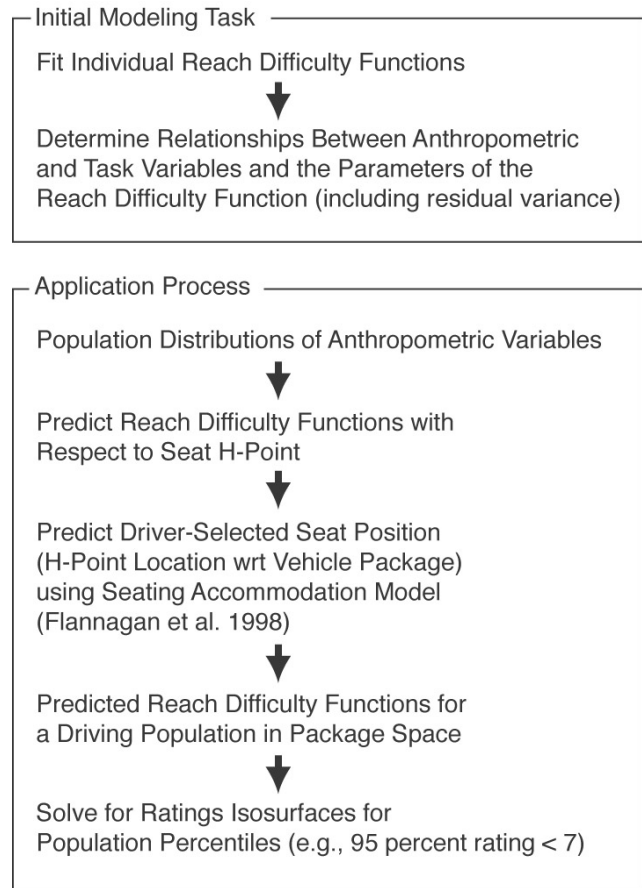 Initial Modeling Task
Fit Individual Reach Difficulty Functions
Determine Relationships Between Anthropometric
and Task Variables and the Parameters of the
Reach Difficulty Function (including residual variance)
Application Process
Population Distributions of Anthropometric Variables
Predict Reach Difficulty Functions with
Respect to Seat H-Point
Predict Driver-Selected Seat Position
(H-Point Location wrt Vehicle Package)
using Seating Accommodation Model
(Flannagan et al. 1998)
Predicted Reach Difficulty Functions for
a Driving Population in Package Space
Solve for Ratings Isosurfaces for
Population Percentiles (e.g., 95 percent rating < 7)